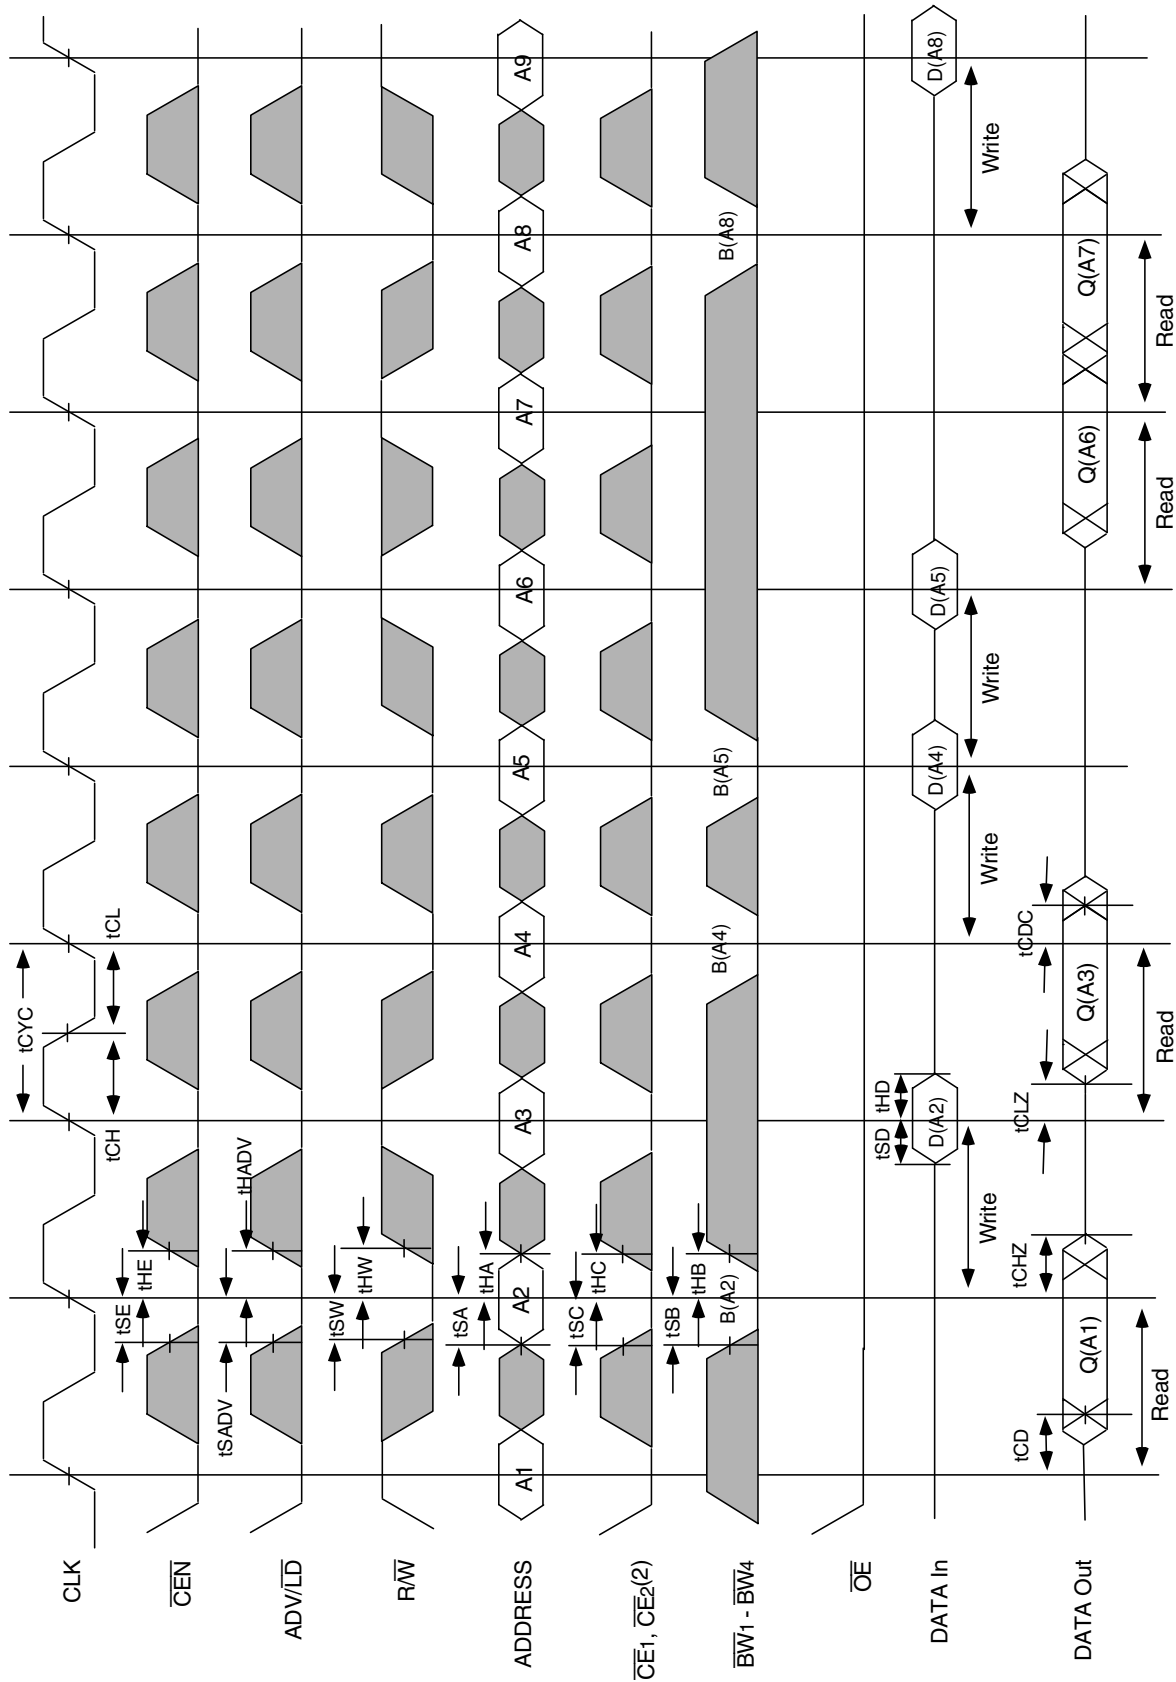 CLK
tCYC
tCH
tCL
CEN
tSE
tHE
ADV/LD
tSADV
tHADV
R/W
tSW
tHW
ADDRESS
A1
A2
A3
A4
A5
A6
A7
A8
A9
tSA
tHA
CE1, CE2(2)
tSC
tHC
BW1 - BW4
tSB
tHB
B(A2)
B(A4)
B(A5)
B(A8)
OE
DATA In
tSD
tHD
D(A2)
D(A4)
D(A5)
D(A8)
Write
Write
Write
Write
DATA Out
tCD
tCHZ
tCLZ
tCDC
Q(A1)
Q(A3)
Q(A6)
Q(A7)
Read
Read
Read
Read